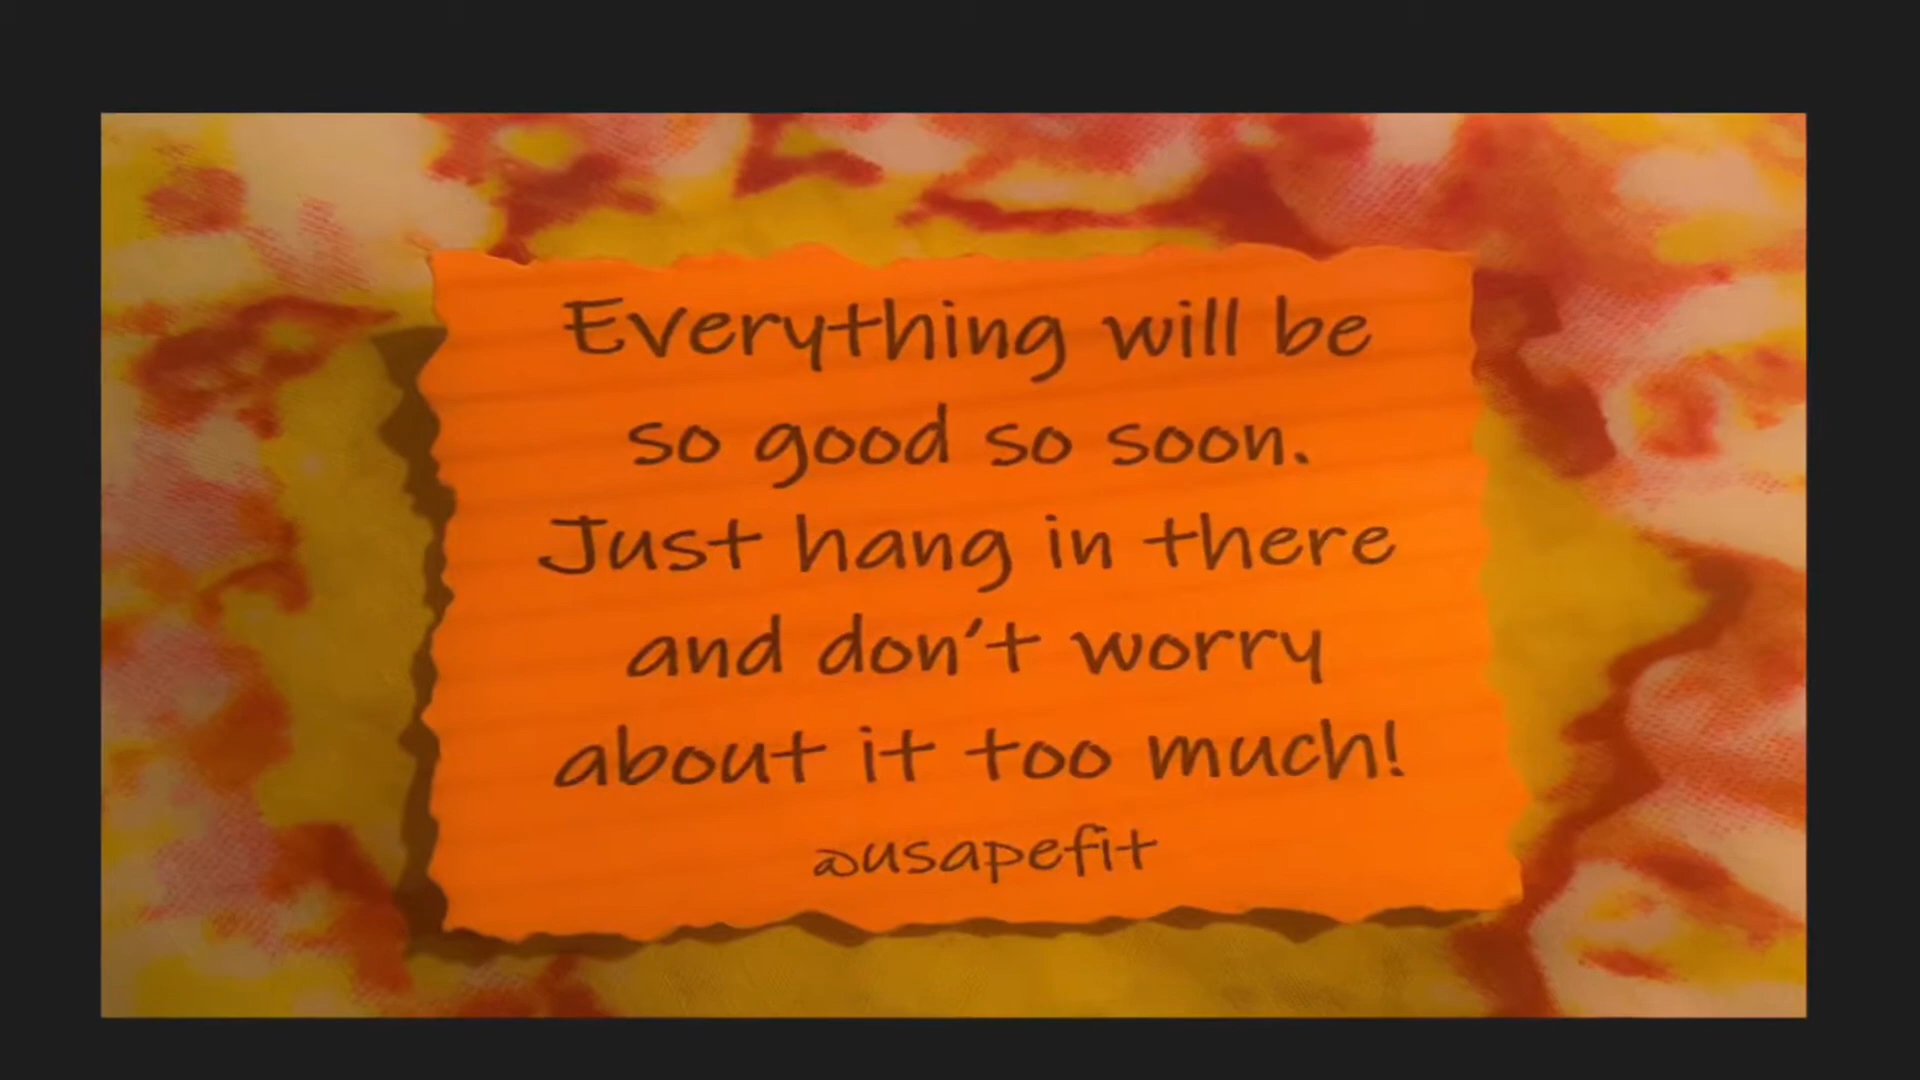 Everything will be
so good so soon.
Just hang in there
and don't worry
about it too much!
@usapefit